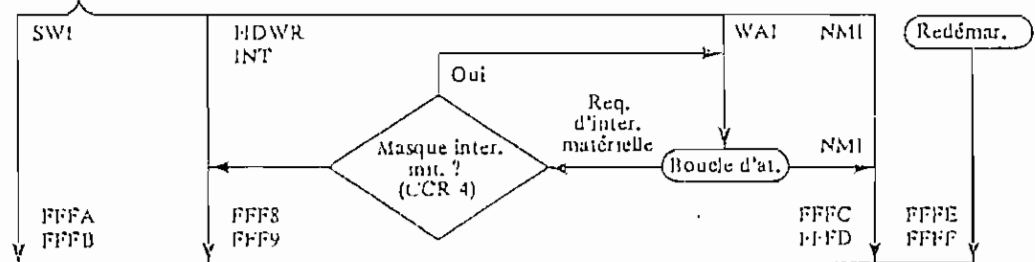 SWI
HDWR
INT
WAI
NMI
Redémar.
Oui
Req.
d'inter.
matérielle
Masque inter.
init. ?
(CCR 4)
Boucle d'at.
NMI
FFFA
FFFB
FFF8
FFF9
FFFC
FFFD
FFFE
FFFF